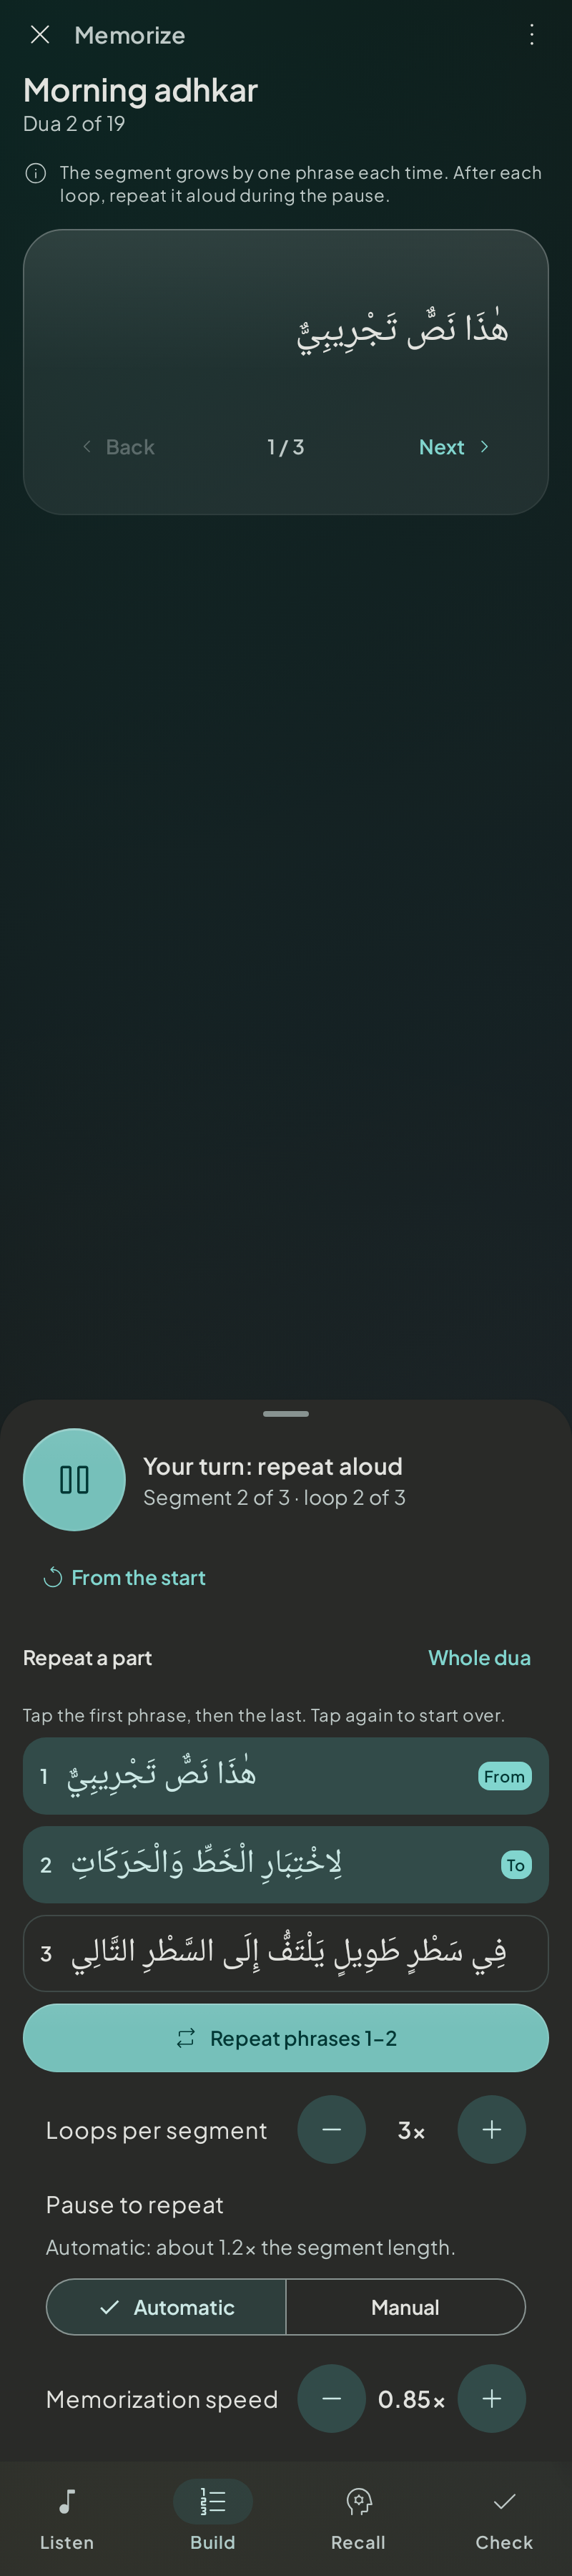 Memorize
Morning adhkar
Dua 2 of 19
The segment grows by one phrase each time. After each
loop, repeat it aloud during the pause.
هٰذَا نَصٌّ تَجْرِيبِيٌّ
Back
1 / 3
Next
Your turn: repeat aloud
Segment 2 of 3 · loop 2 of 3
From the start
Repeat a part
Whole dua
Tap the first phrase, then the last. Tap again to start over.
1 هٰذَا نَصٌّ تَجْرِيبِيٌّ From
2 لِاخْتِبَارِ الْخَطِّ وَالْحَرَكَاتِ To
3 فِي سَطْرٍ طَوِيلٍ يَلْتَفُّ إِلَى السَّطْرِ التَّالِي
Repeat phrases 1–2
Loops per segment
3×
Pause to repeat
Automatic: about 1.2× the segment length.
Automatic
Manual
Memorization speed
0.85×
Listen
Build
Recall
Check